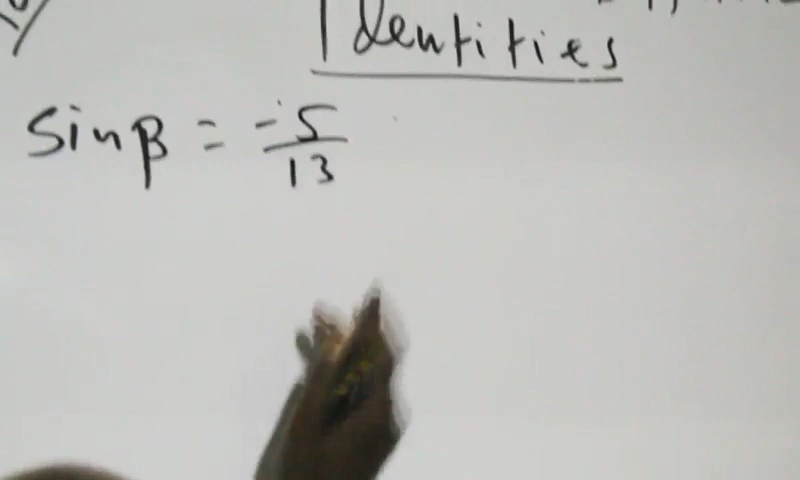 Identities
sinβ = -5/13